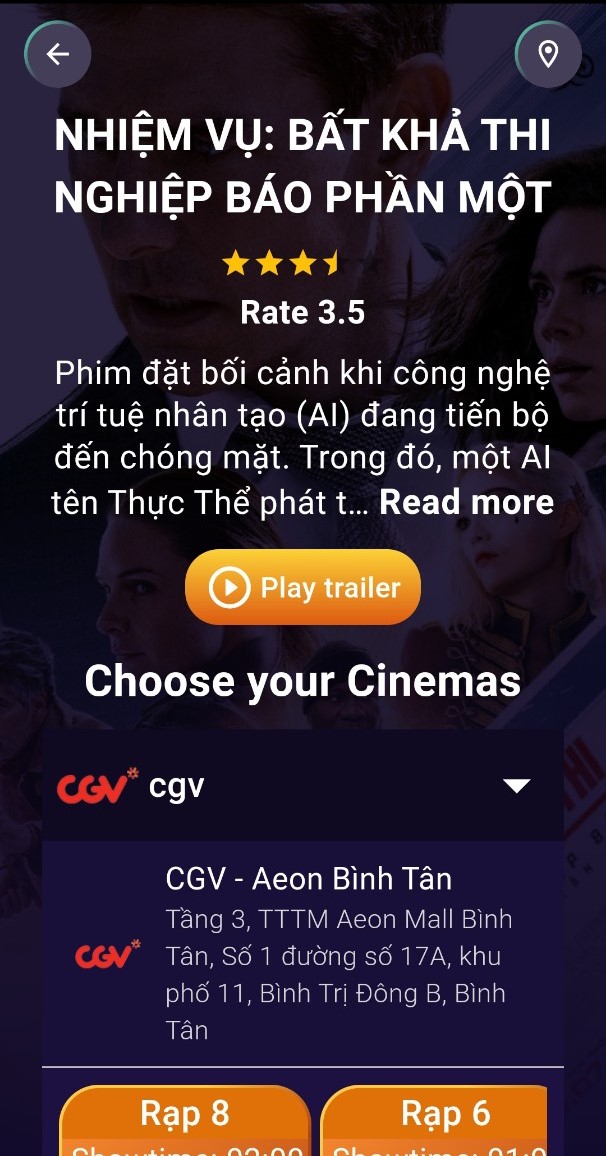 NHIỆM VỤ: BẤT KHẢ THI
NGHIỆP BÁO PHẦN MỘT
Rate 3.5
Phim đặt bối cảnh khi công nghệ
trí tuệ nhân tạo (AI) đang tiến bộ
đến chóng mặt. Trong đó, một AI
tên Thực Thể phát t... Read more
Play trailer
Choose your Cinemas
CGV* cgv
CGV - Aeon Bình Tân
Tầng 3, TTTM Aeon Mall Bình
CGV* Tân, Số 1 đường số 17A, khu
phố 11, Bình Trị Đông B, Bình
Tân
Rạp 8 Rạp 6
Showtime: Showtime: